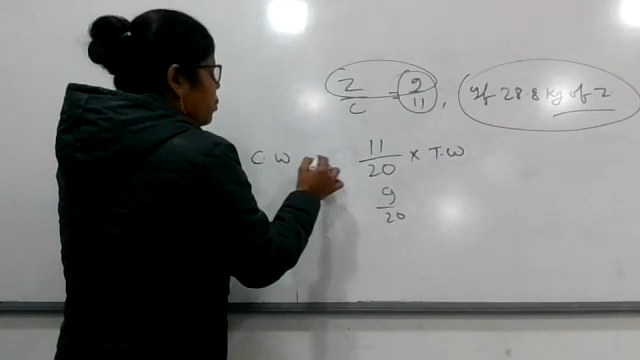 Z/C = 9/11, If 28.8 kg of Z
C.W 11/20 × T.W
9/20